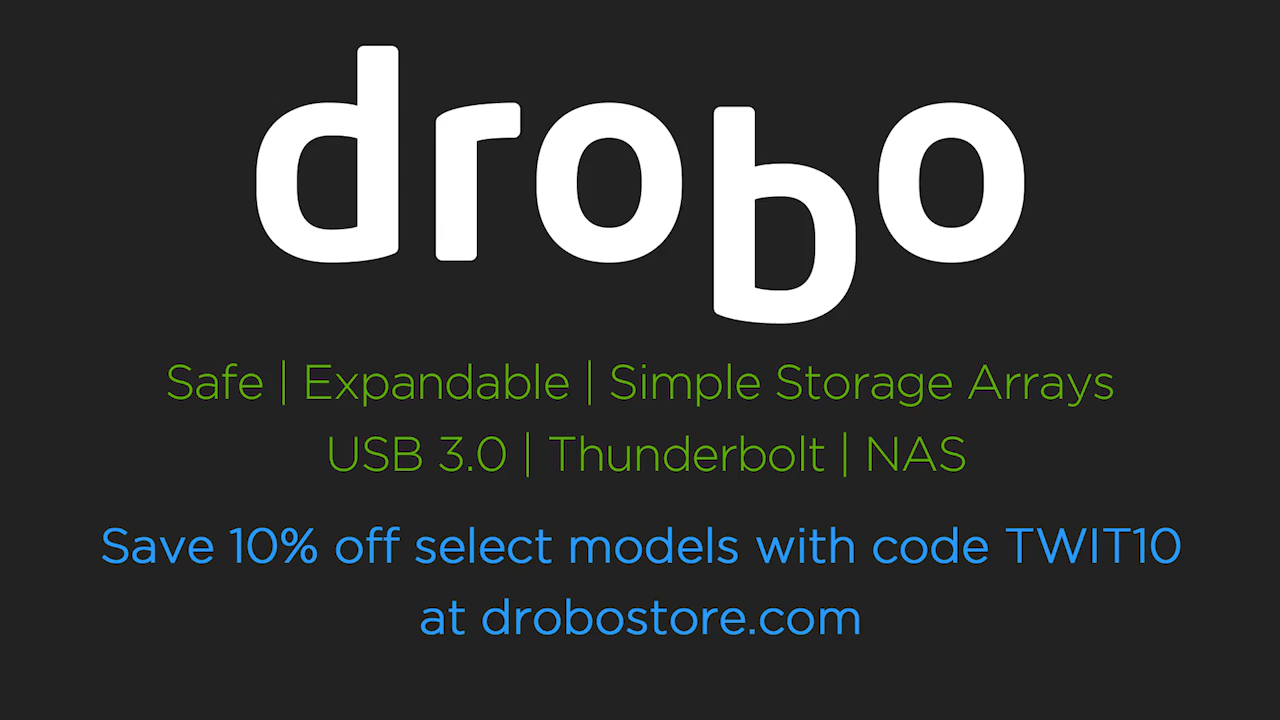 drobo
Safe | Expandable | Simple Storage Arrays
USB 3.0 | Thunderbolt | NAS
Save 10% off select models with code TWIT10
at drobostore.com